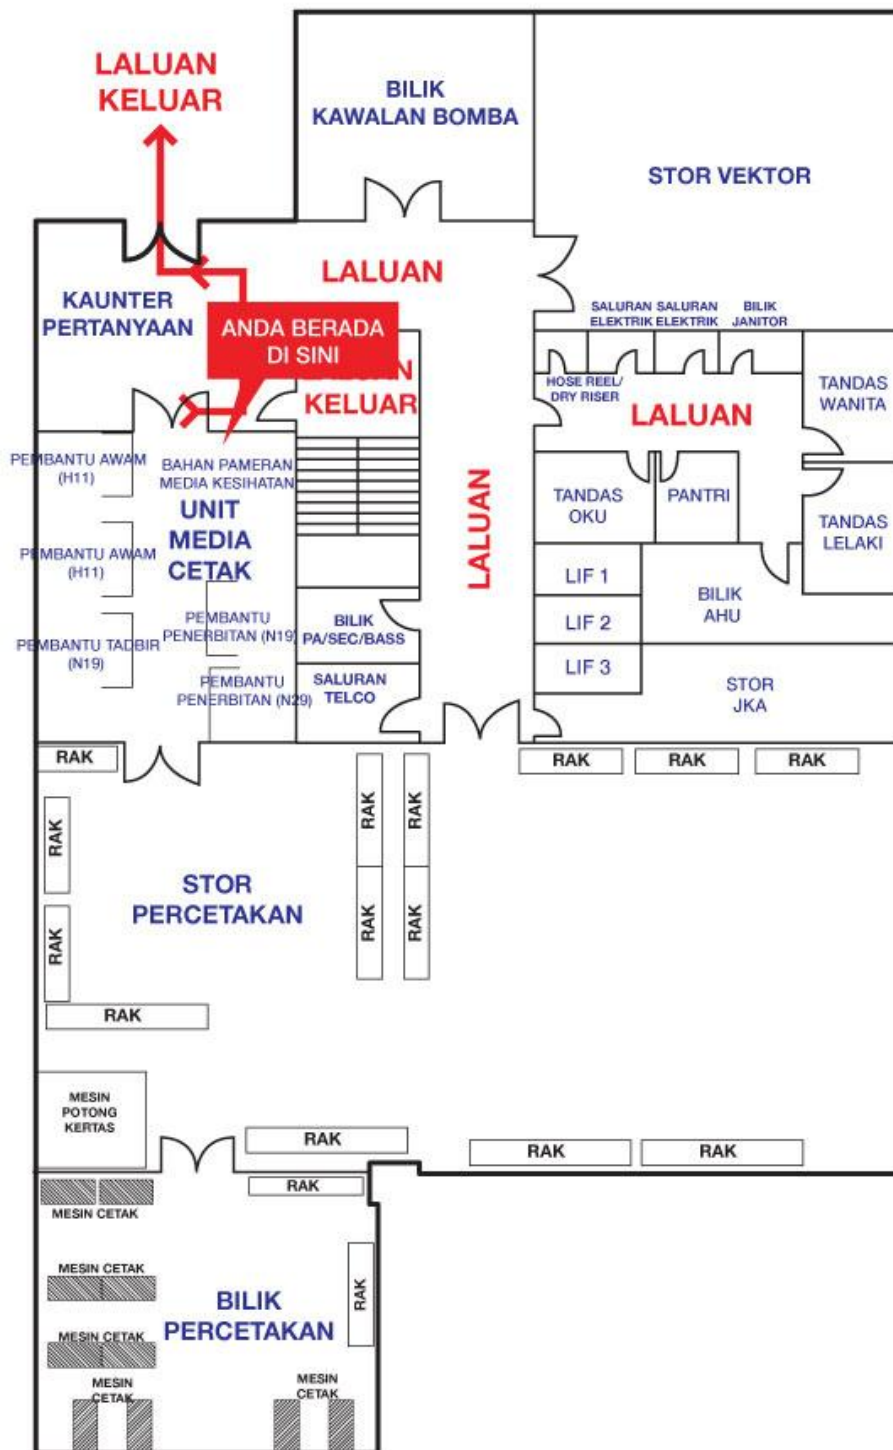 LALUAN
KELUAR
BILIK
KAWALAN BOMBA
STOR VEKTOR
LALUAN
KAUNTER
PERTANYAAN
ANDA BERADA
DI SINI
LALUAN
KELUAR
SALURAN
ELEKTRIK
SALURAN
ELEKTRIK
BILIK
JANITOR
HOSE REEL/
DRY RISER
LALUAN
TANDAS
WANITA
PEMBANTU AWAM
(H11)
BAHAN PAMERAN
MEDIA KESIHATAN
UNIT
MEDIA
CETAK
LALUAN
TANDAS
OKU
PANTRI
TANDAS
LELAKI
PEMBANTU AWAM
(H11)
LIF 1
LIF 2
LIF 3
BILIK
AHU
PEMBANTU TADBIR
(N19)
PEMBANTU
PENERBITAN (N19)
BILIK
PA/SEC/BASS
PEMBANTU
PENERBITAN (N29)
SALURAN
TELCO
STOR
JKA
RAK
RAK
RAK
RAK
RAK
RAK
RAK
RAK
STOR
PERCETAKAN
RAK
RAK
RAK
RAK
MESIN
POTONG
KERTAS
RAK
RAK
RAK
RAK
MESIN CETAK
MESIN CETAK
RAK
BILIK
PERCETAKAN
MESIN CETAK
MESIN
CETAK
MESIN
CETAK